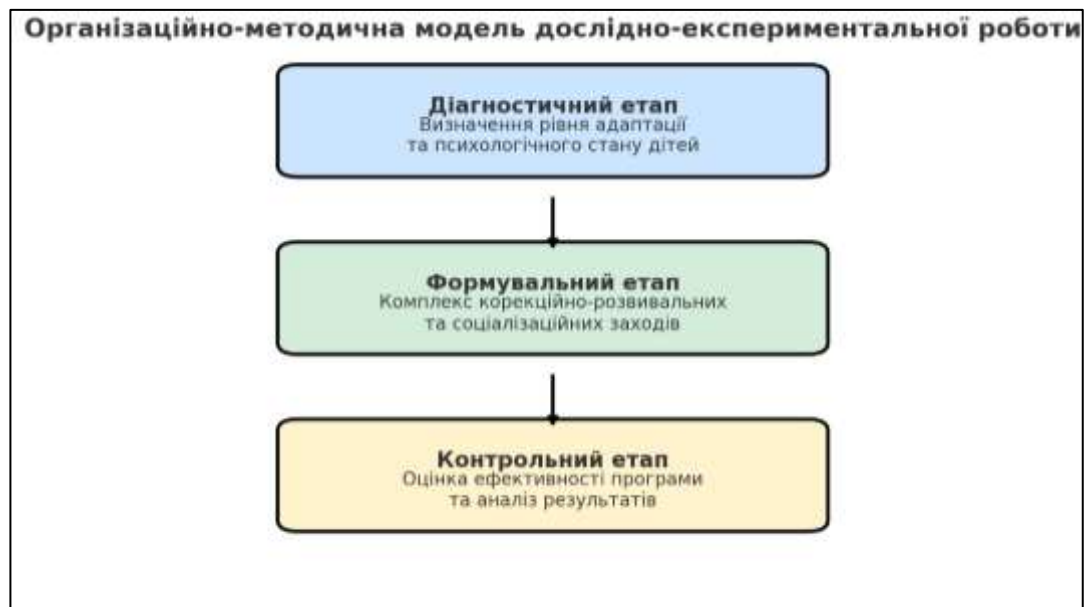 Організаційно-методична модель дослідно-експериментальної роботи
Діагностичний етап
Визначення рівня адаптації
та психологічного стану дітей
Формувальний етап
Комплекс корекційно-розвивальних
та соціалізаційних заходів
Контрольний етап
Оцінка ефективності програми
та аналіз результатів